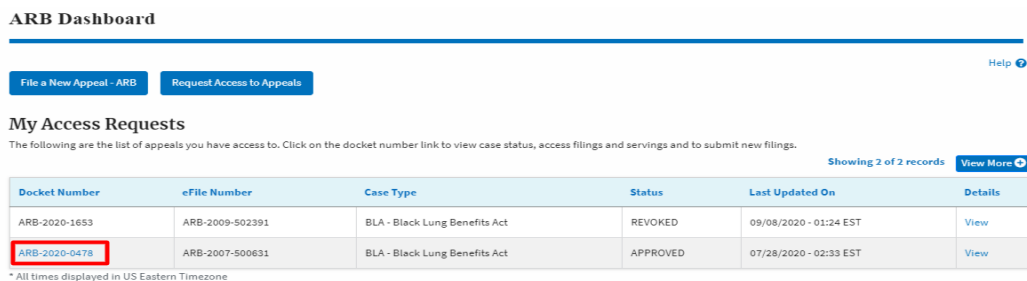 ARB Dashboard
Help
File a New Appeal - ARB Request Access to Appeals
My Access Requests
The following are the list of appeals you have access to. Click on the docket number link to view case status, access filings and servings and to submit new filings.
Showing 2 of 2 records View More
Docket Number eFile Number Case Type Status Last Updated On Details
ARB-2020-1653 ARB-2009-502391 BLA - Black Lung Benefits Act REVOKED 09/08/2020 - 01:24 EST View
ARB-2020-0478 ARB-2007-500631 BLA - Black Lung Benefits Act APPROVED 07/28/2020 - 02:33 EST View
* All times displayed in US Eastern Timezone